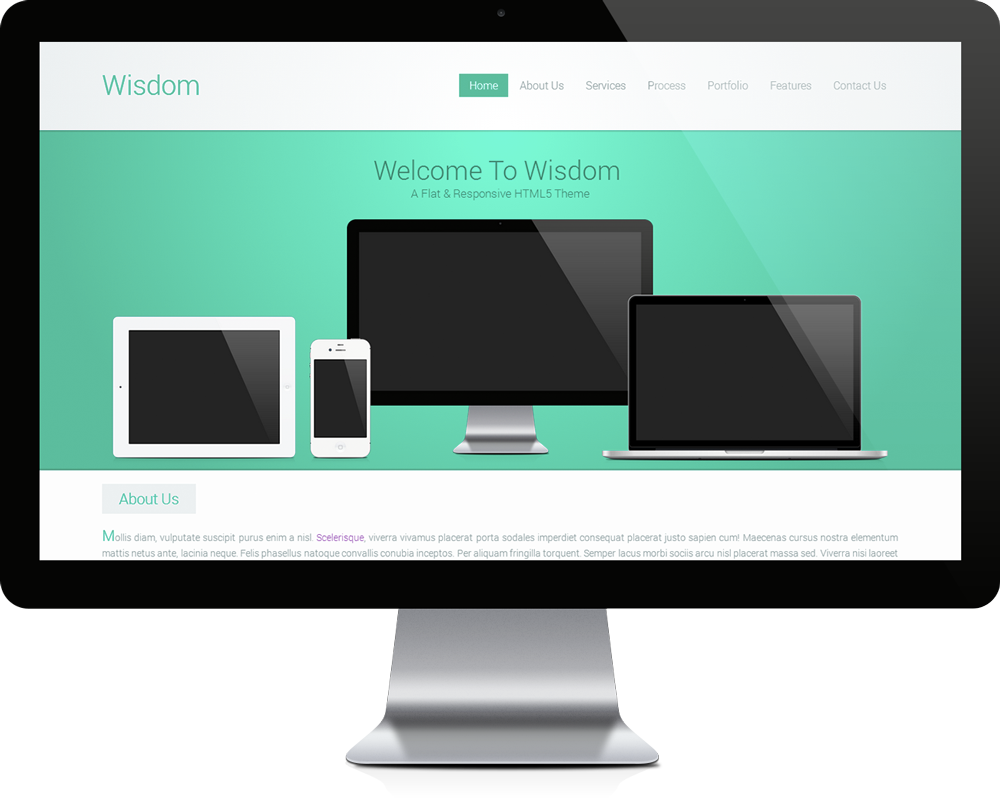 Wisdom
Home About Us Services Process Portfolio Features Contact Us
Welcome To Wisdom
A Flat & Responsive HTML5 Theme
About Us
Mollis diam, vulputate suscipit purus enim a nisl. Scelerisque, viverra vivamus placerat porta sodales imperdiet consequat placerat justo sapien cum! Maecenas cursus nostra elementum
mattis netus ante, lacinia neque. Felis phasellus natoque convallis conubia inceptos. Per aliquam fringilla torquent. Semper lacus morbi sociis arcu nisl placerat massa sed. Viverra nisi laoreet